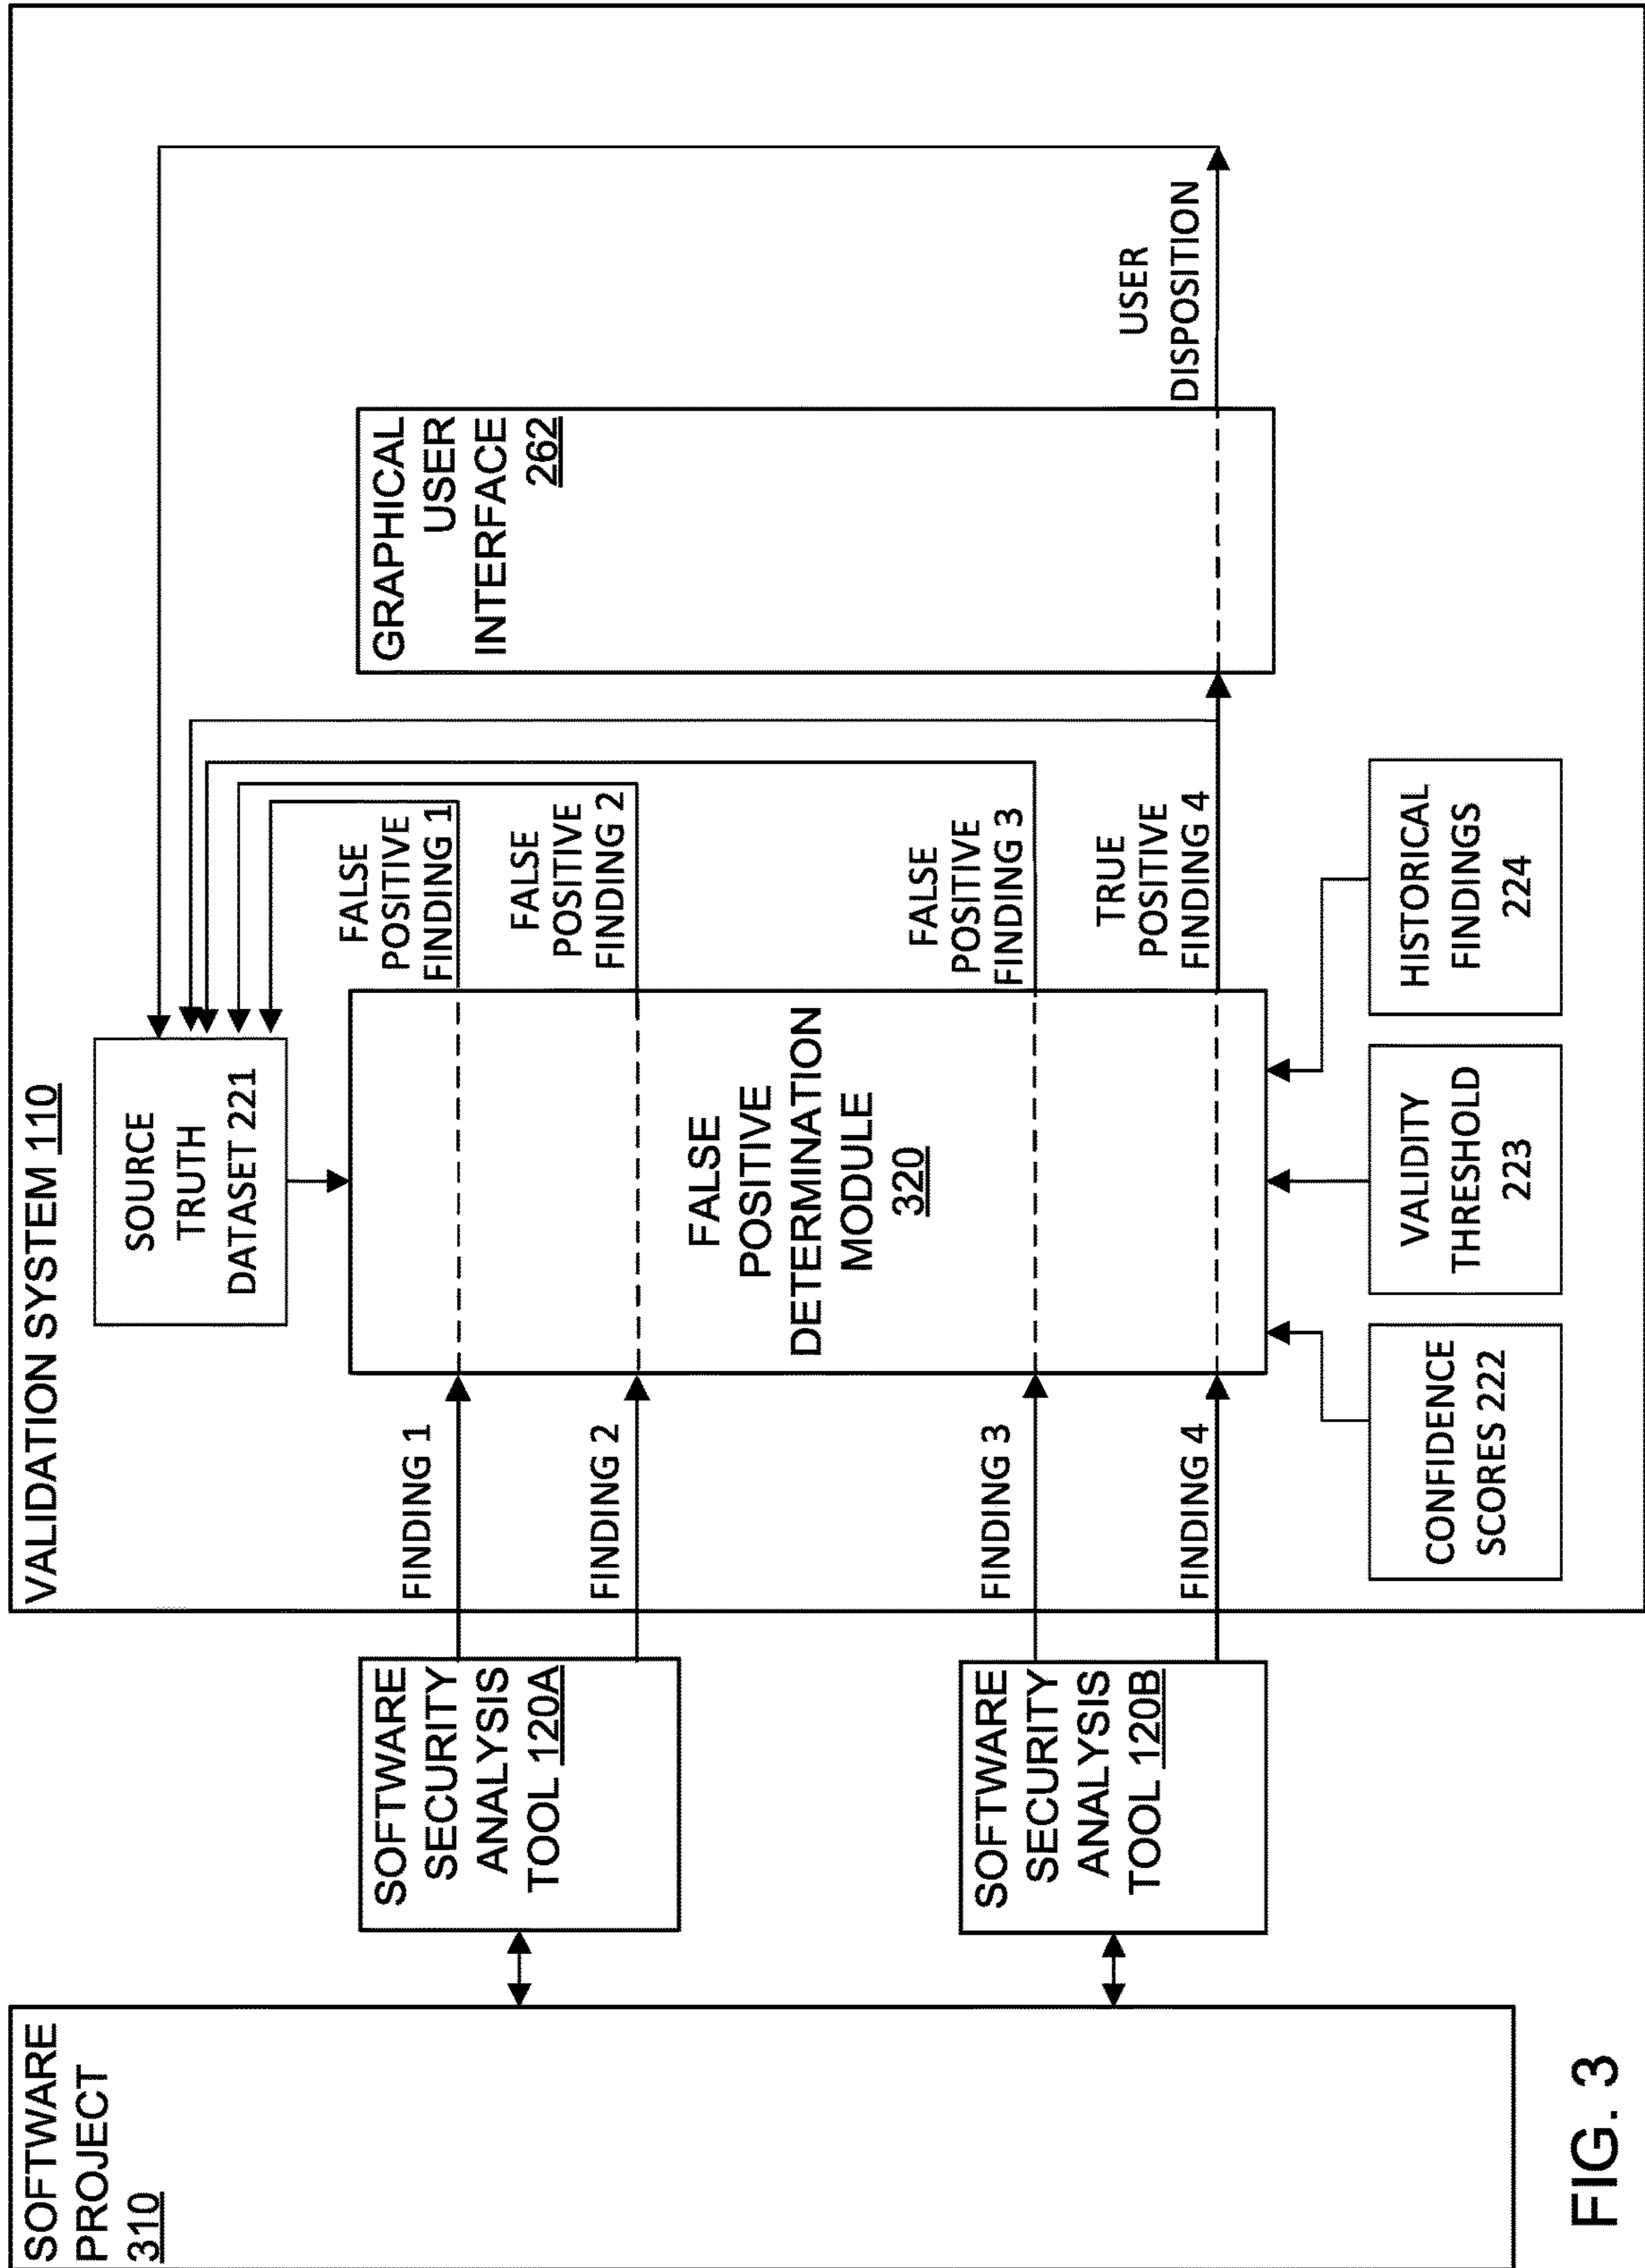 SOFTWARE
PROJECT
310
SOFTWARE
SECURITY
ANALYSIS
TOOL 120A
SOFTWARE
SECURITY
ANALYSIS
TOOL 120B
VALIDATION SYSTEM 110
FINDING 1
FINDING 2
FINDING 3
FINDING 4
SOURCE
TRUTH
DATASET 221
FALSE
POSITIVE
DETERMINATION
MODULE
320
CONFIDENCE
SCORES 222
VALIDITY
THRESHOLD
223
HISTORICAL
FINDINGS
224
FALSE
POSITIVE
FINDING 1
FALSE
POSITIVE
FINDING 2
FALSE
POSITIVE
FINDING 3
TRUE
POSITIVE
FINDING 4
GRAPHICAL
USER
INTERFACE
262
USER
DISPOSITION
FIG. 3